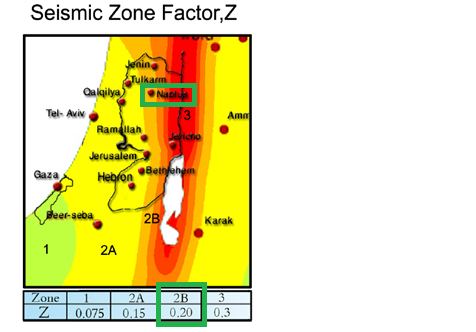 Seismic Zone Factor,Z
Jenin
Tulkarm
Qalqilya
Nablus
Tel- Aviv
3
Amm
Ramallah
Jericho
Jerusalem
Gaza
Hebron
Bethlehem
Beer-seba
2B
Karak
1
2A
Zone 1 2A 2B 3
Z 0.075 0.15 0.20 0.3